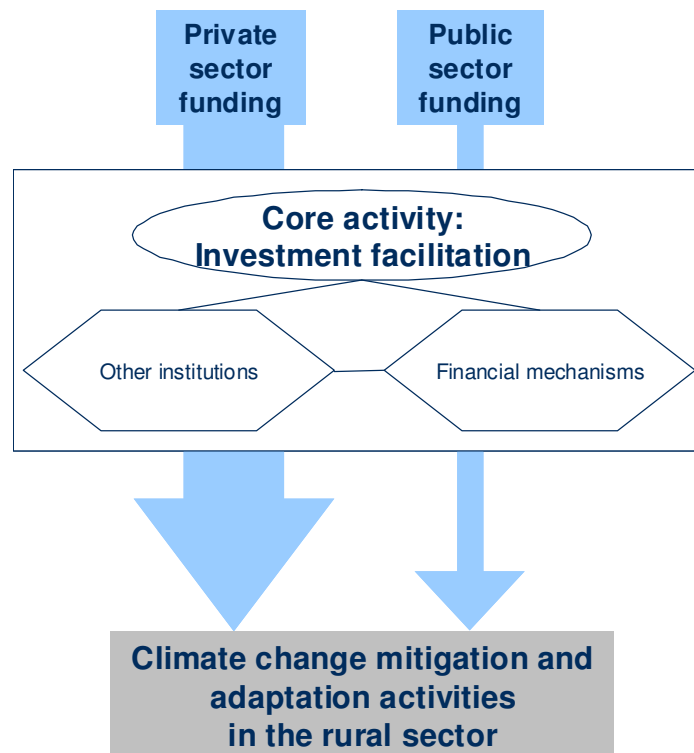 Private
sector
funding
Public
sector
funding
Core activity:
Investment facilitation
Other institutions
Financial mechanisms
Climate change mitigation and
adaptation activities
in the rural sector